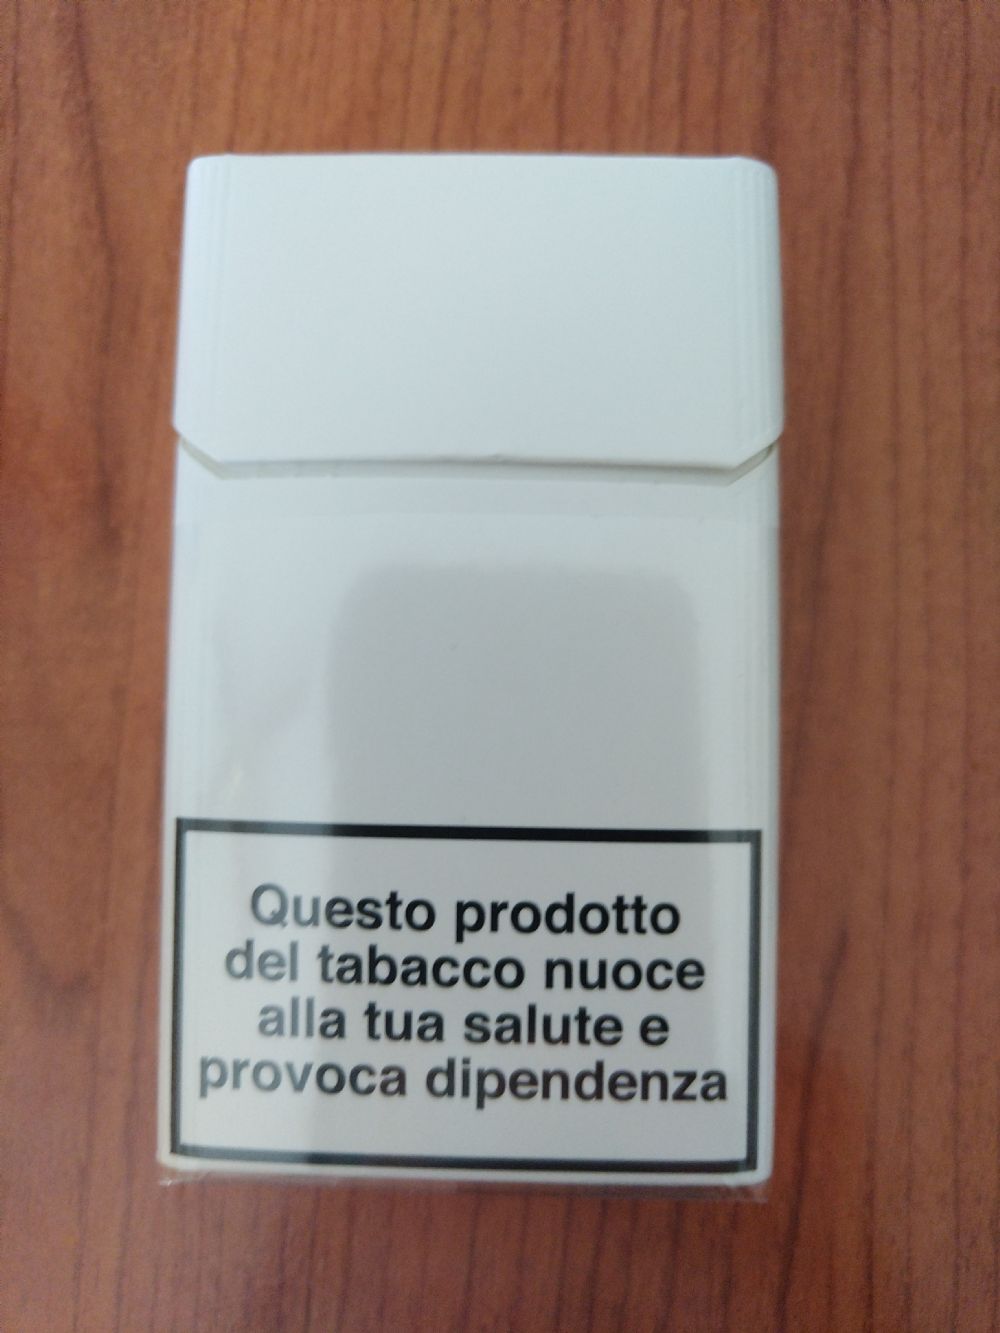 Questo prodotto
del tabacco nuoce
alla tua salute e
provoca dipendenza